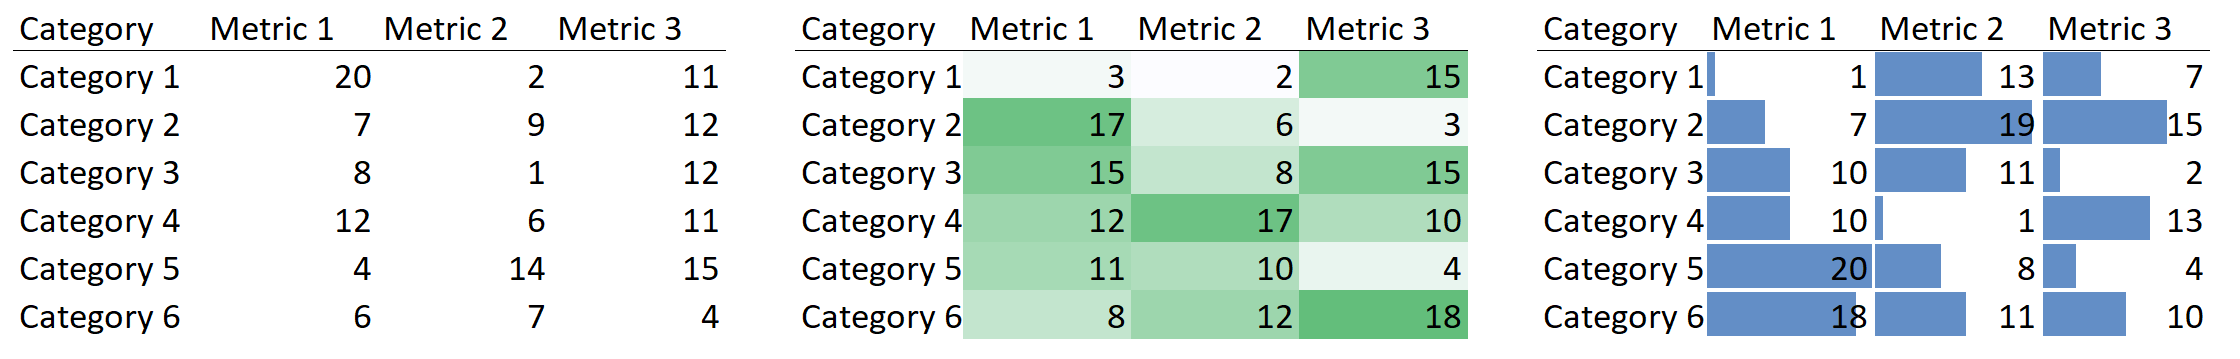 Category Metric 1 Metric 2 Metric 3
Category 1 20 2 11
Category 2 7 9 12
Category 3 8 1 12
Category 4 12 6 11
Category 5 4 14 15
Category 6 6 7 4
Category Metric 1 Metric 2 Metric 3
Category 1 3 2 15
Category 2 17 6 3
Category 3 15 8 15
Category 4 12 17 10
Category 5 11 10 4
Category 6 8 12 18
Category Metric 1 Metric 2 Metric 3
Category 1 1 13 7
Category 2 7 19 15
Category 3 10 11 2
Category 4 10 1 13
Category 5 20 8 4
Category 6 18 11 10